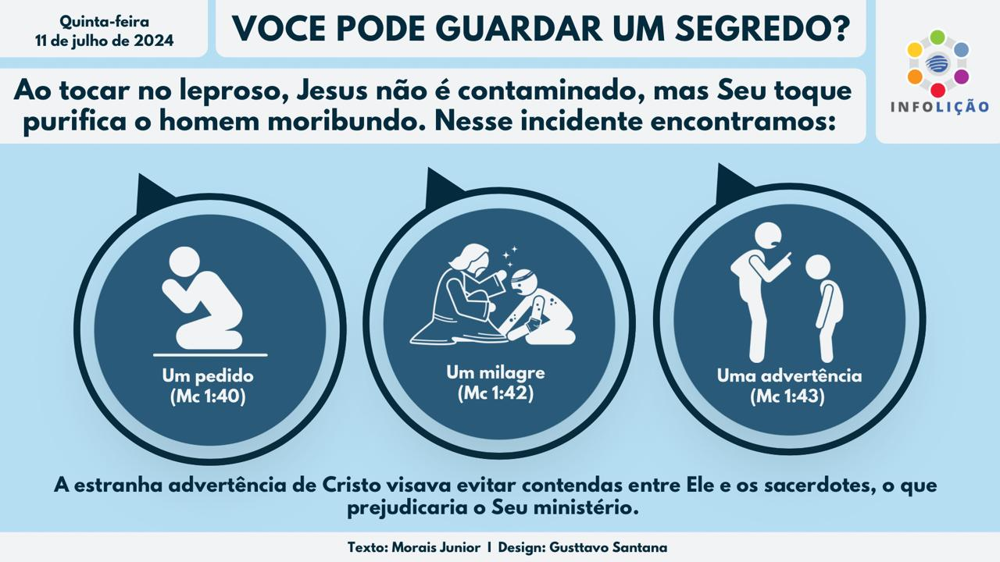 Quinta-feira
11 de julho de 2024
VOCE PODE GUARDAR UM SEGREDO?
INFOLIÇÃO
Ao tocar no leproso, Jesus não é contaminado, mas Seu toque
purifica o homem moribundo. Nesse incidente encontramos:
Um pedido
(Mc 1:40)
Um milagre
(Mc 1:42)
Uma advertência
(Mc 1:43)
A estranha advertência de Cristo visava evitar contendas entre Ele e os sacerdotes, o que
prejudicaria o Seu ministério.
Texto: Morais Junior | Design: Gusttavo Santana